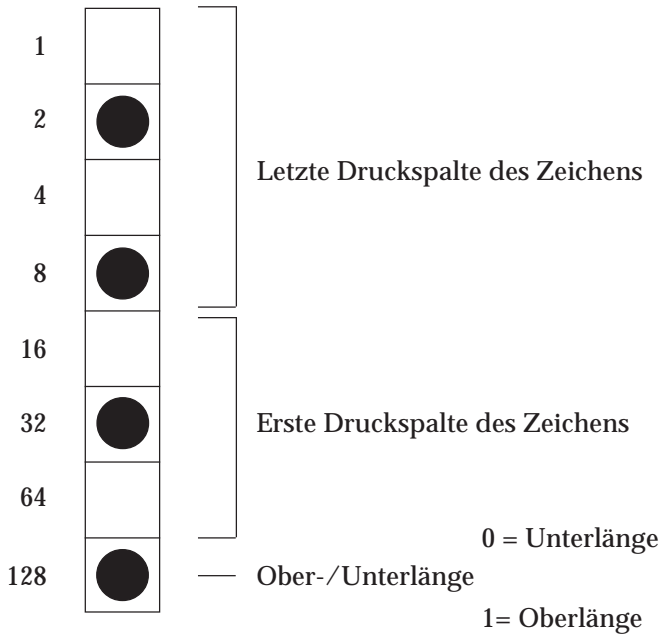 1
2
Letzte Druckspalte des Zeichens
4
8
16
32
Erste Druckspalte des Zeichens
64
0 = Unterlänge
128
Ober-/Unterlänge
1= Oberlänge